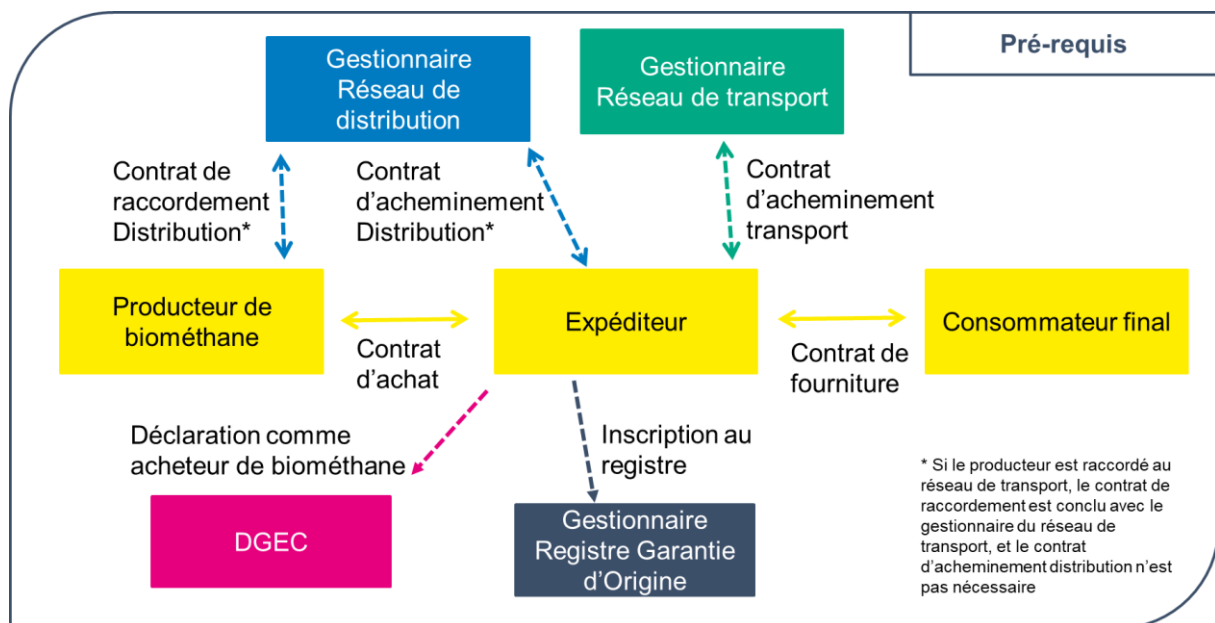 Pré-requis
Gestionnaire
Réseau de
distribution
Gestionnaire
Réseau de transport
Contrat de
raccordement
Distribution*
Contrat
d’acheminement
Distribution*
Contrat
d’acheminement
transport
Producteur de
biométhane
Contrat
d’achat
Expéditeur
Contrat de
fourniture
Consommateur final
Déclaration comme
acheteur de biométhane
Inscription au
registre
DGEC
Gestionnaire
Registre Garantie
d’Origine
* Si le producteur est raccordé au
réseau de transport, le contrat de
raccordement est conclu avec le
gestionnaire du réseau de
transport, et le contrat
d’acheminement distribution n’est
pas nécessaire